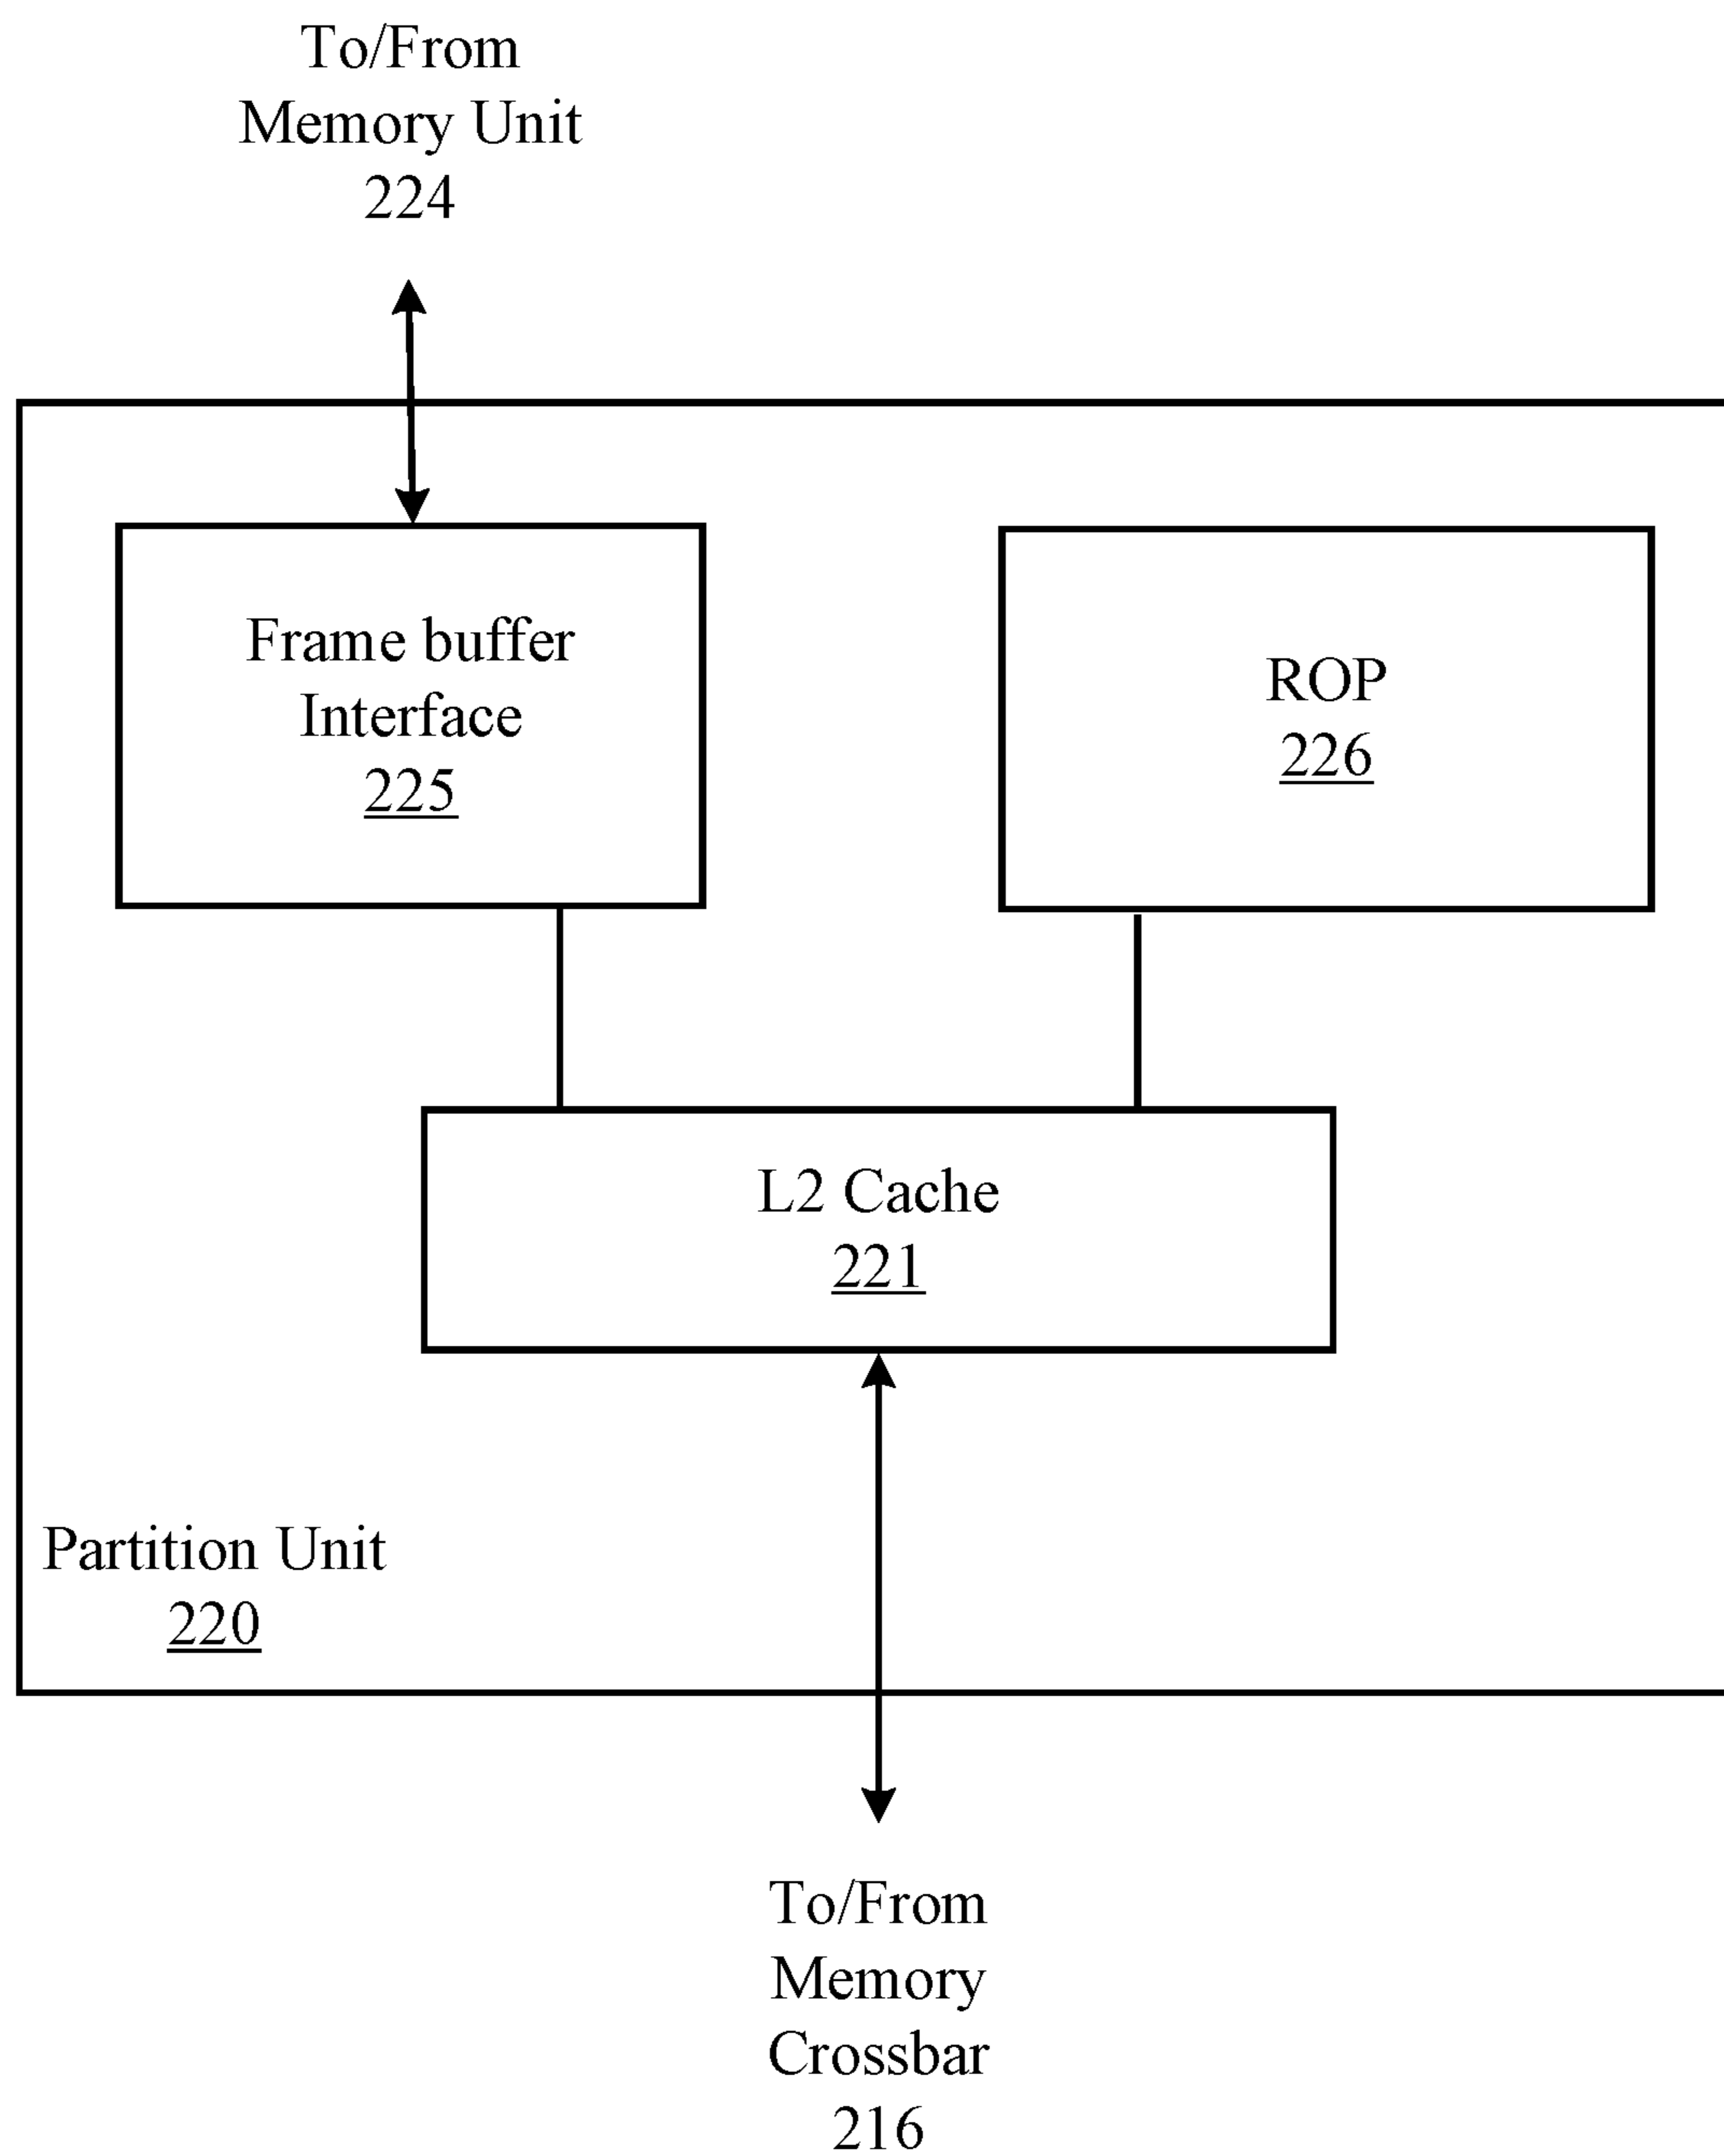 To/From
Memory Unit
224
Frame buffer
Interface
225
ROP
226
L2 Cache
221
Partition Unit
220
To/From
Memory
Crossbar
216